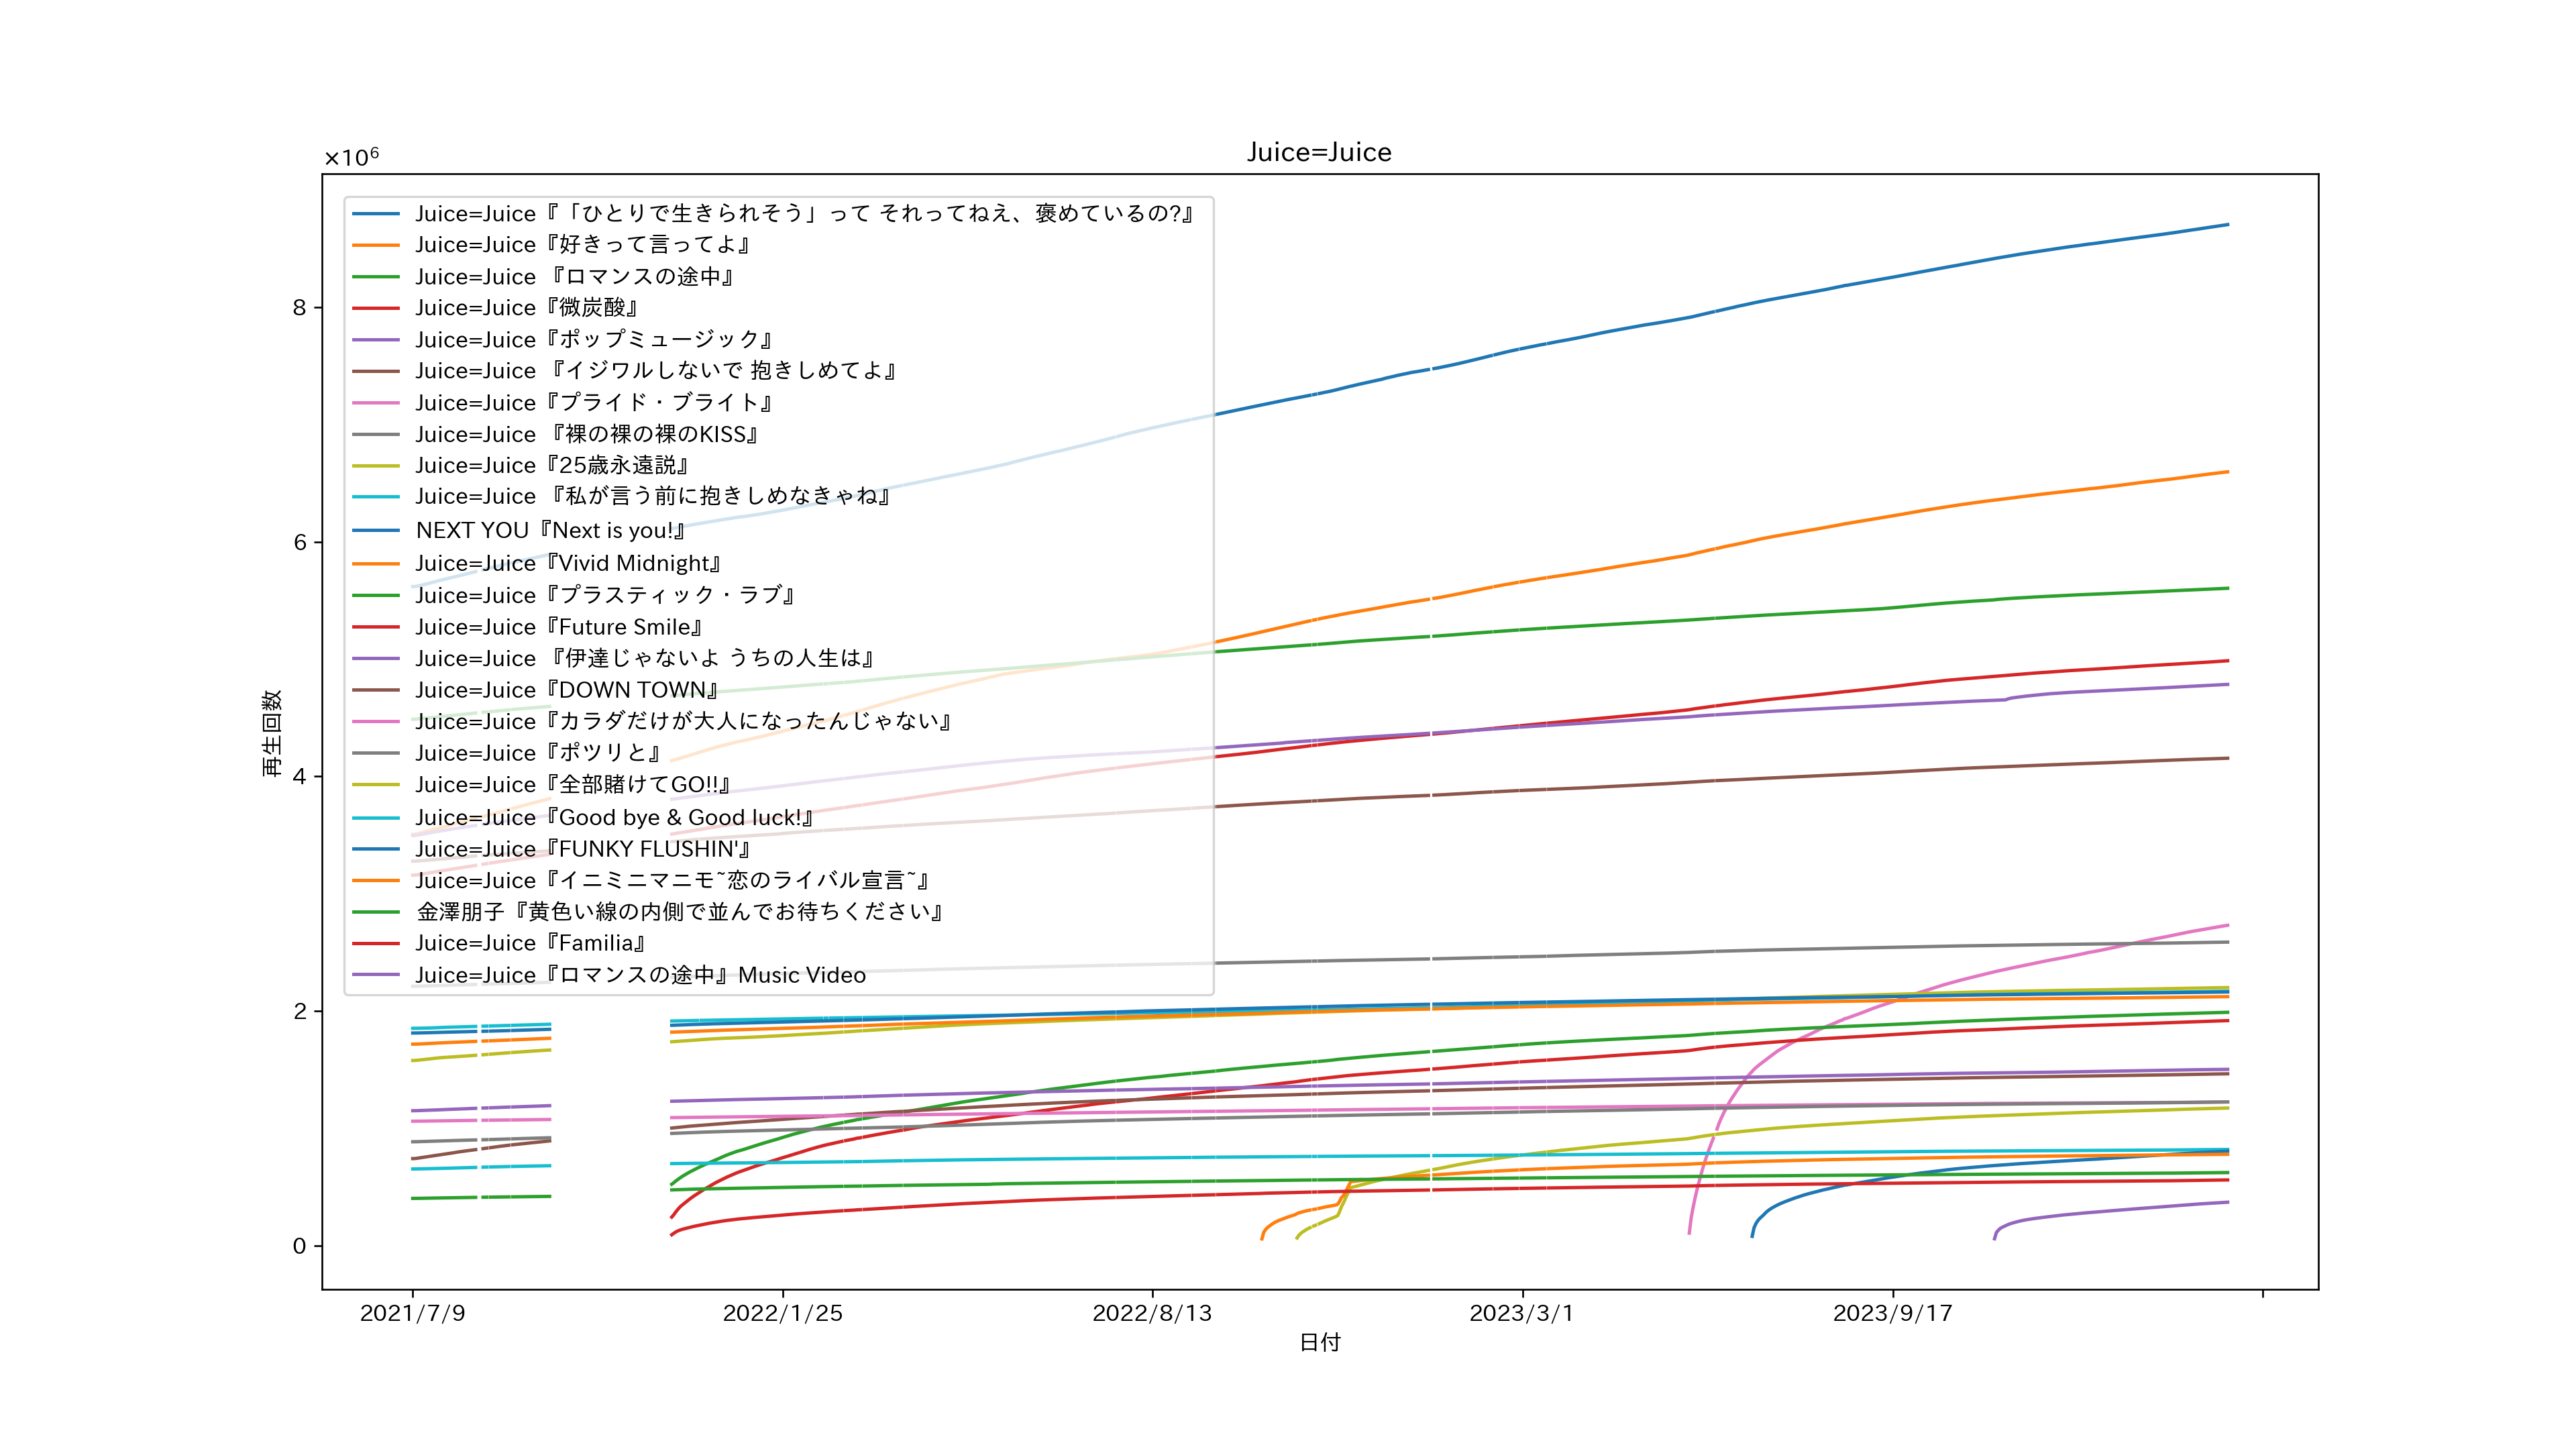 Juice=Juice
×10⁶
8
6
4
2
0
再生回数
Juice=Juice『「ひとりで生きられそう」って それってねえ、褒めているの?』
Juice=Juice『好きって言ってよ』
Juice=Juice 『ロマンスの途中』
Juice=Juice『微炭酸』
Juice=Juice『ポップミュージック』
Juice=Juice 『イジワルしないで 抱きしめてよ』
Juice=Juice『プライド・ブライト』
Juice=Juice 『裸の裸の裸のKISS』
Juice=Juice『25歳永遠説』
Juice=Juice 『私が言う前に抱きしめなきゃね』
NEXT YOU『Next is you!』
Juice=Juice『Vivid Midnight』
Juice=Juice『プラスティック・ラブ』
Juice=Juice『Future Smile』
Juice=Juice 『伊達じゃないよ うちの人生は』
Juice=Juice『DOWN TOWN』
Juice=Juice『カラダだけが大人になったんじゃない』
Juice=Juice『ポツリと』
Juice=Juice『全部賭けてGO!!』
Juice=Juice『Good bye & Good luck!』
Juice=Juice『FUNKY FLUSHIN'』
Juice=Juice『イニミニマニモ~恋のライバル宣言~』
金澤朋子『黄色い線の内側で並んでお待ちください』
Juice=Juice『Familia』
Juice=Juice『ロマンスの途中』Music Video
2021/7/9
2022/1/25
2022/8/13
2023/3/1
2023/9/17
日付